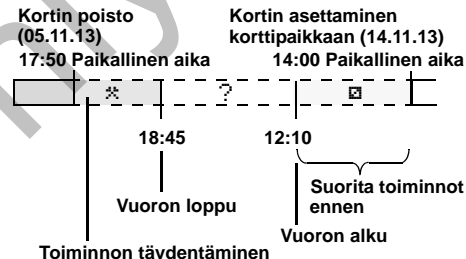 Kortin poisto
(05.11.13)
17:50 Paikallinen aika
Kortin asettaminen
korttipaikkaan (14.11.13)
14:00 Paikallinen aika
?
18:45
12:10
Vuoron loppu
Suorita toiminnot
ennen
Vuoron alku
Toiminnon täydentäminen